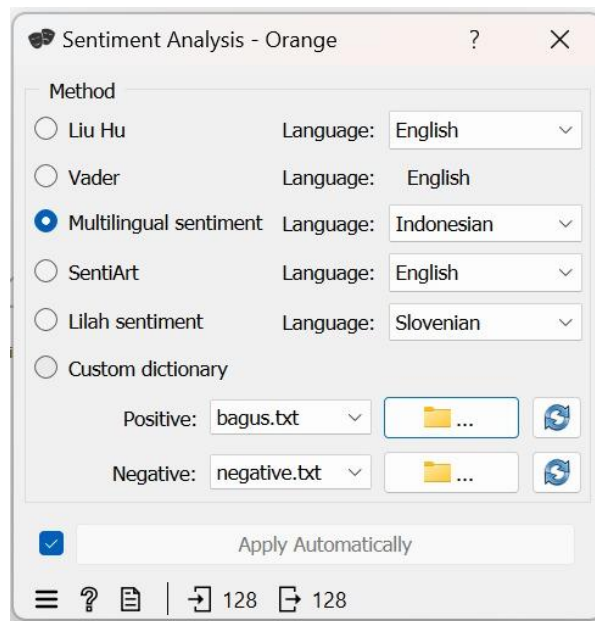 Sentiment Analysis - Orange ?
Method
Liu Hu Language: English
Vader Language: English
Multilingual sentiment Language: Indonesian
SentiArt Language: English
Lilah sentiment Language: Slovenian
Custom dictionary
Positive: bagus.txt ...
Negative: negative.txt ...
Apply Automatically
? 128 128